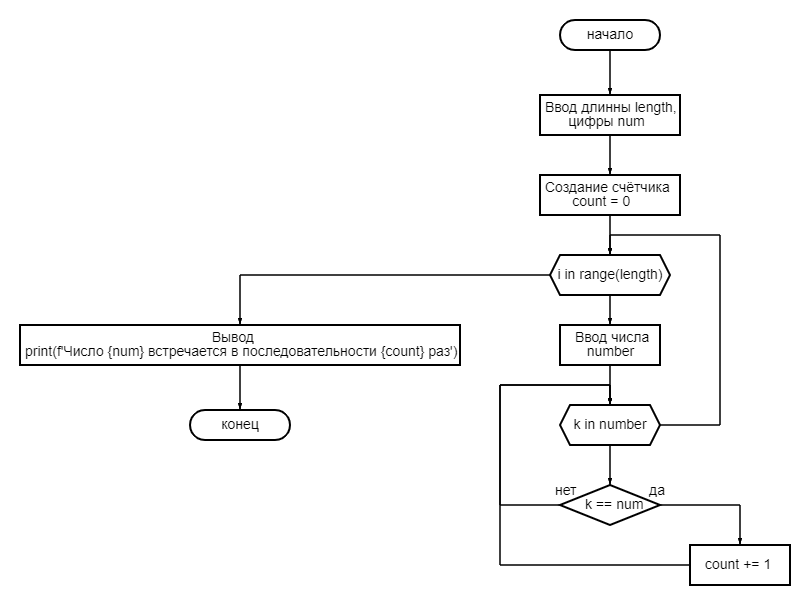 начало
Ввод длинны length,
цифры num
Создание счётчика
count = 0
i in range(length)
Вывод
print(f'Число {num} встречается в последовательности {count} раз')
конец
Ввод числа
number
k in number
нет
да
k == num
count += 1